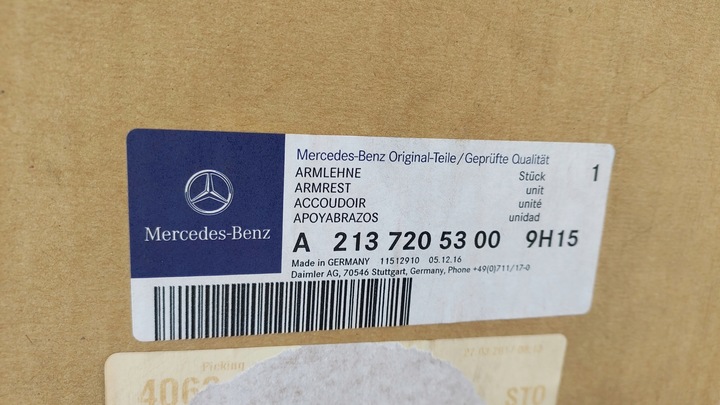 Mercedes-Benz
Mercedes-Benz Original-Teile/Geprüfte Qualität
ARMLEHNE Stück 1
ARMREST unit
ACCOUDOIR unité
APOYABRAZOS unidad
A 213 720 53 00 9H15
Made in GERMANY 11512910 05.12.16
Daimler AG, 70546 Stuttgart, Germany, Phone +49(0)711/17-0
Picking
STO